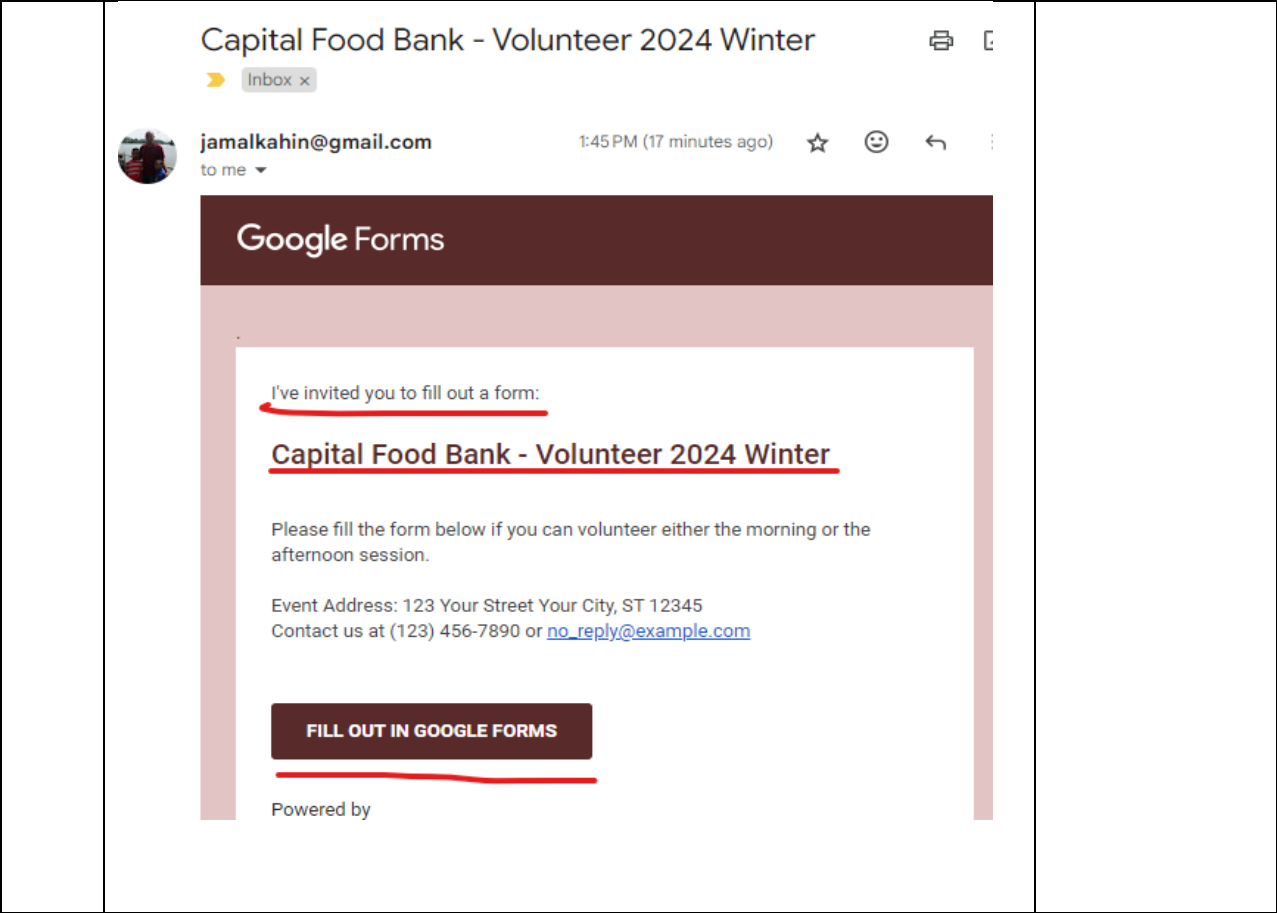 Capital Food Bank - Volunteer 2024 Winter
Inbox ×
jamalkahin@gmail.com 1:45 PM (17 minutes ago)
to me
Google Forms
.
I've invited you to fill out a form:
Capital Food Bank - Volunteer 2024 Winter
Please fill the form below if you can volunteer either the morning or the
afternoon session.
Event Address: 123 Your Street Your City, ST 12345
Contact us at (123) 456-7890 or no_reply@example.com
FILL OUT IN GOOGLE FORMS
Powered by